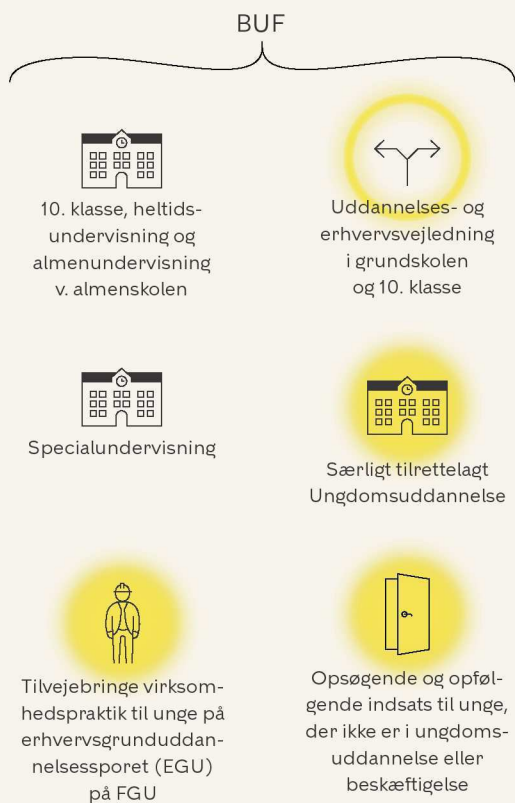 BUF
10. klasse, heltids-
undervisning og
almenundervisning
v. almenskolen
Uddannelses- og
erhvervsvejledning
i grundskolen
og 10. klasse
Specialundervisning
Særligt tilrettelagt
Ungdomsuddannelse
Tilvejebringe virksom-
hedspraktik til unge på
erhvervsgrunduddan-
nelsessporet (EGU)
på FGU
Opsøgende og opføl-
gende indsats til unge,
der ikke er i ungdoms-
uddannelse eller
beskæftigelse